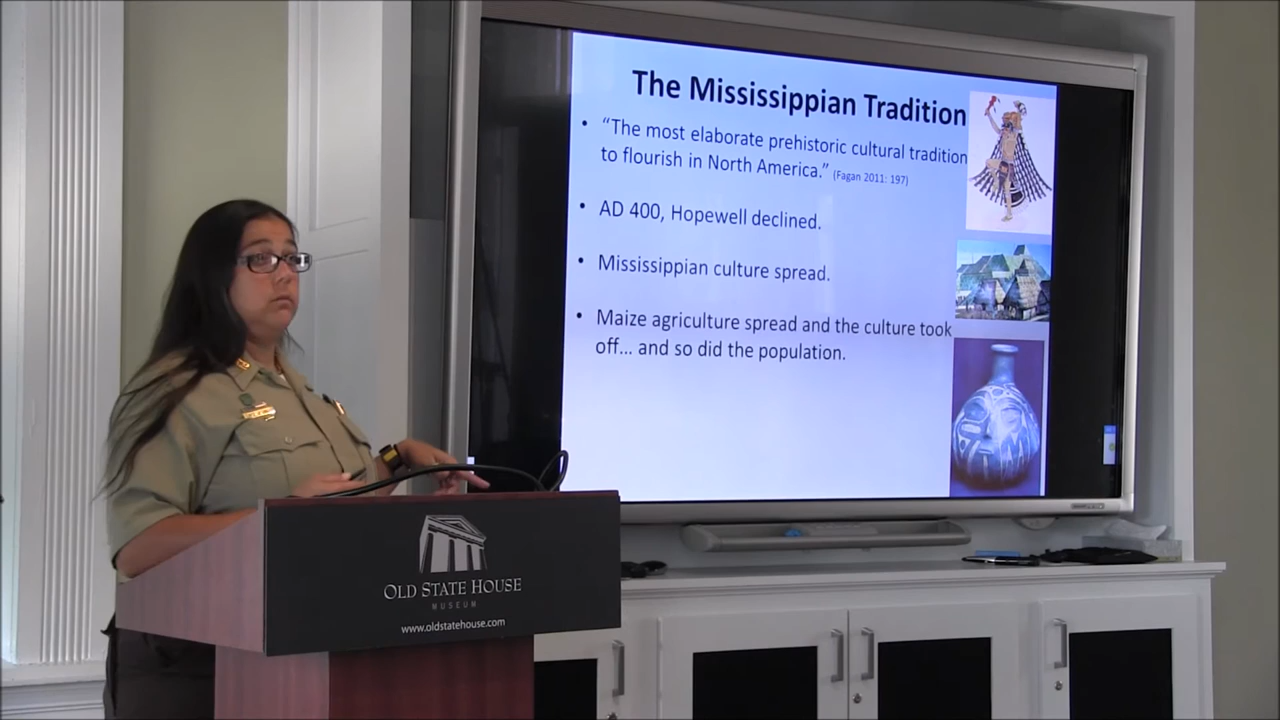 The Mississippian Tradition
• “The most elaborate prehistoric cultural tradition
to flourish in North America.” (Fagan 2011: 197)
• AD 400, Hopewell declined.
• Mississippian culture spread.
• Maize agriculture spread and the culture took
off... and so did the population.
OLD STATE HOUSE
MUSEUM
www.oldstatehouse.com